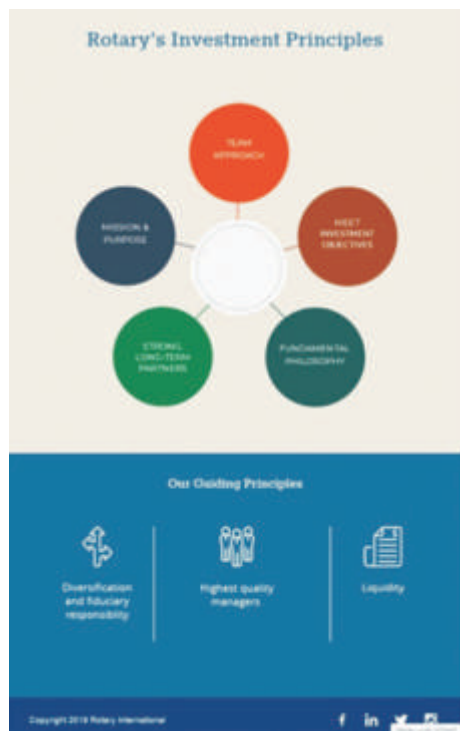 Rotary's Investment Principles
TEAM
APPROACH
MISSION &
PURPOSE
MEET
INVESTMENT
OBJECTIVES
STRONG
LONG-TERM
PARTNERS
FUNDAMENTAL
PHILOSOPHY
Our Guiding Principles
Diversification
and fiduciary
responsibility
Highest quality
managers
Liquidity
Copyright 2019 Rotary International